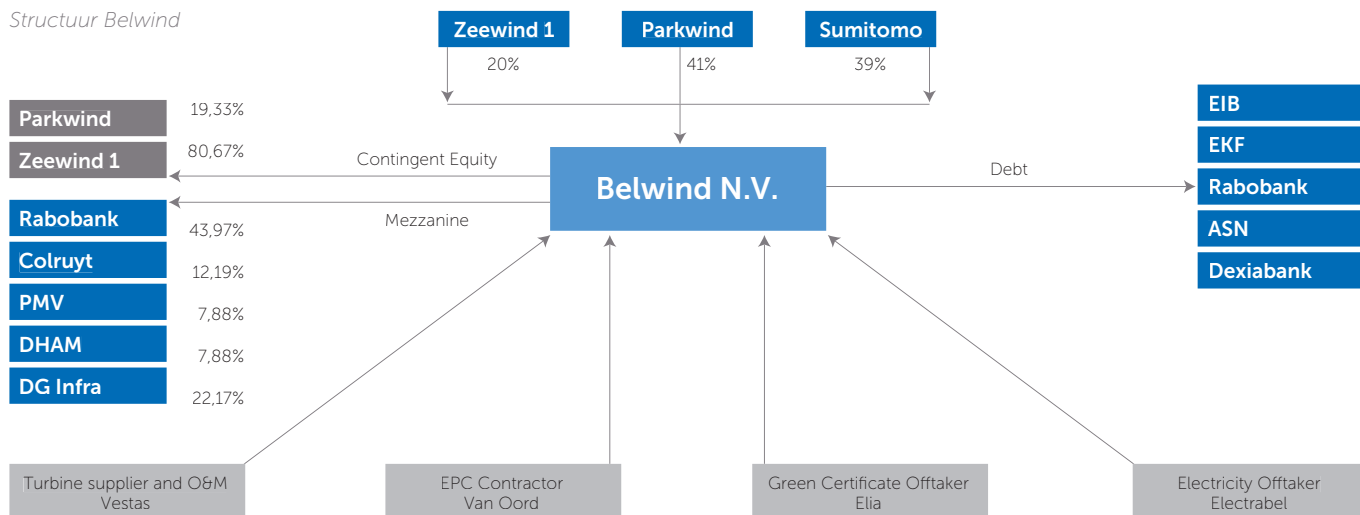 Structuur Belwind
Zeewind 1
Parkwind
Sumitomo
20%
41%
39%
Parkwind
19,33%
Zeewind 1
80,67%
Contingent Equity
Mezzanine
Rabobank
43,97%
Colruyt
12,19%
PMV
7,88%
DHAM
7,88%
DG Infra
22,17%
Belwind N.V.
Debt
EIB
EKF
Rabobank
ASN
Dexiabank
Turbine supplier and O&M
Vestas
EPC Contractor
Van Oord
Green Certificate Offtaker
Elia
Electricity Offtaker
Electrabel